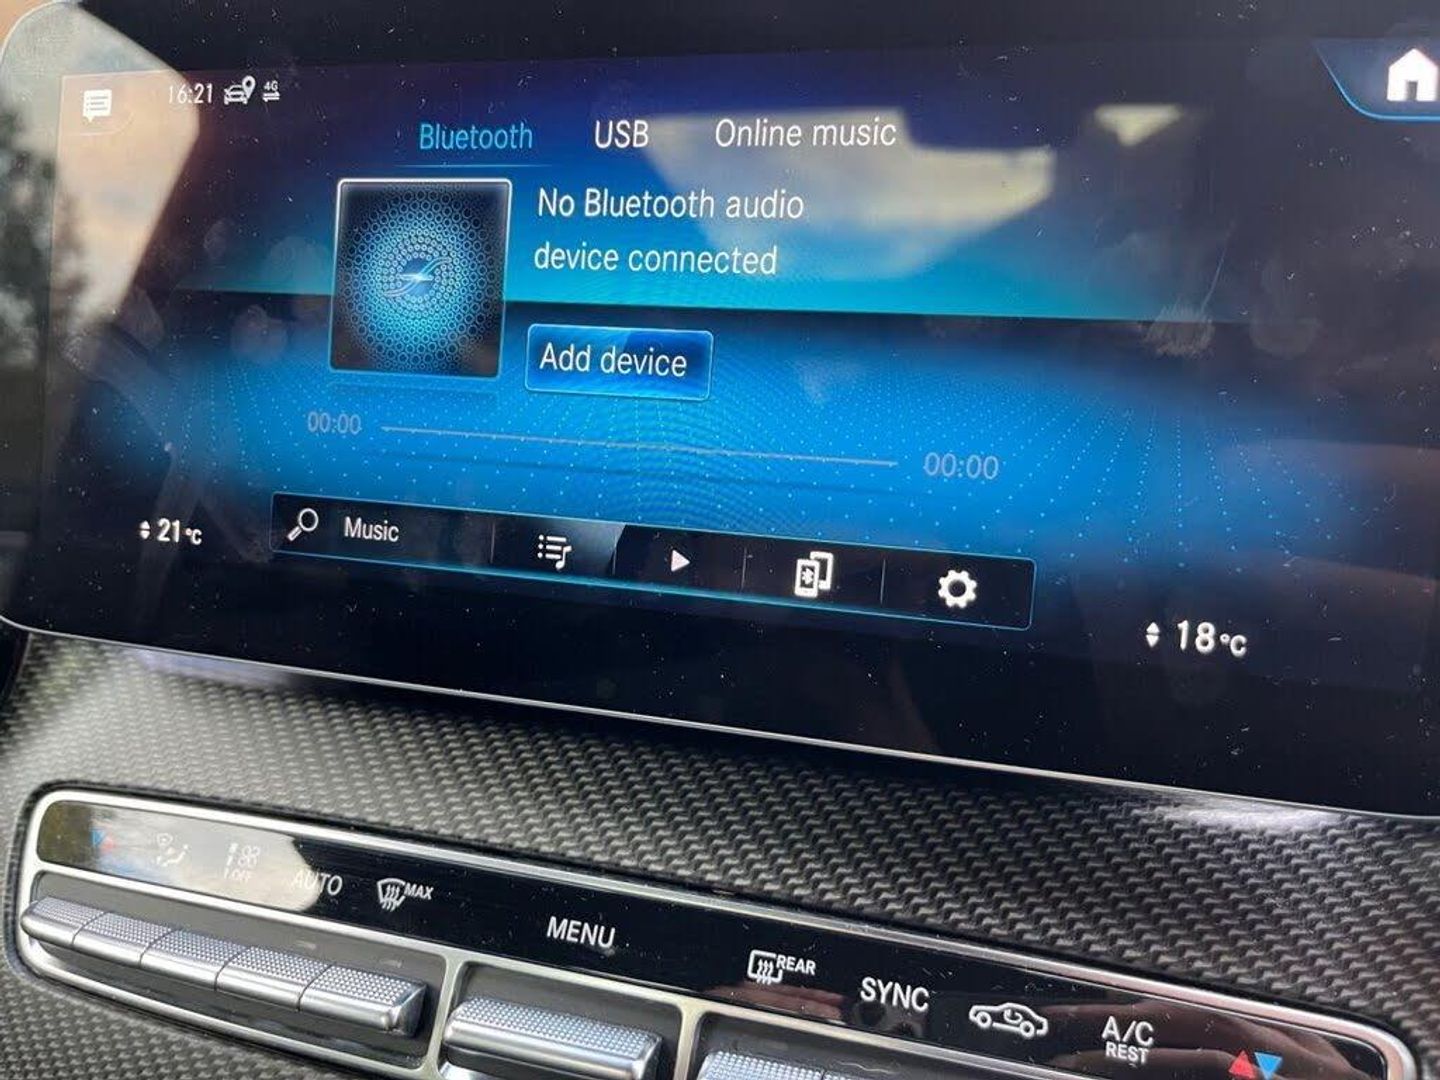 16:21
4G
Bluetooth USB Online music
No Bluetooth audio
device connected
Add device
00:00
00:00
21°C
Music
18°C
OFF
AUTO
MAX
MENU
REAR
SYNC
A/C
REST